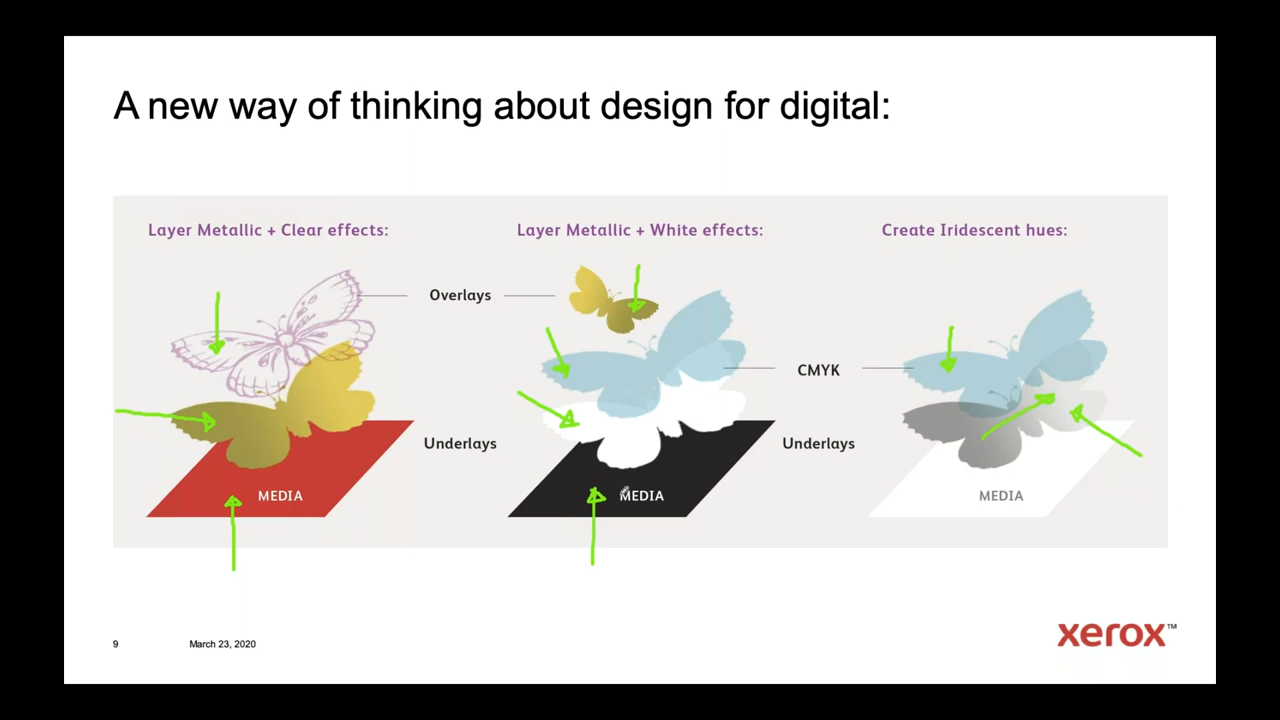 A new way of thinking about design for digital:
Layer Metallic + Clear effects:
Layer Metallic + White effects:
Create Iridescent hues:
Overlays
CMYK
Underlays
Underlays
MEDIA
MEDIA
MEDIA
9
March 23, 2020
xerox™